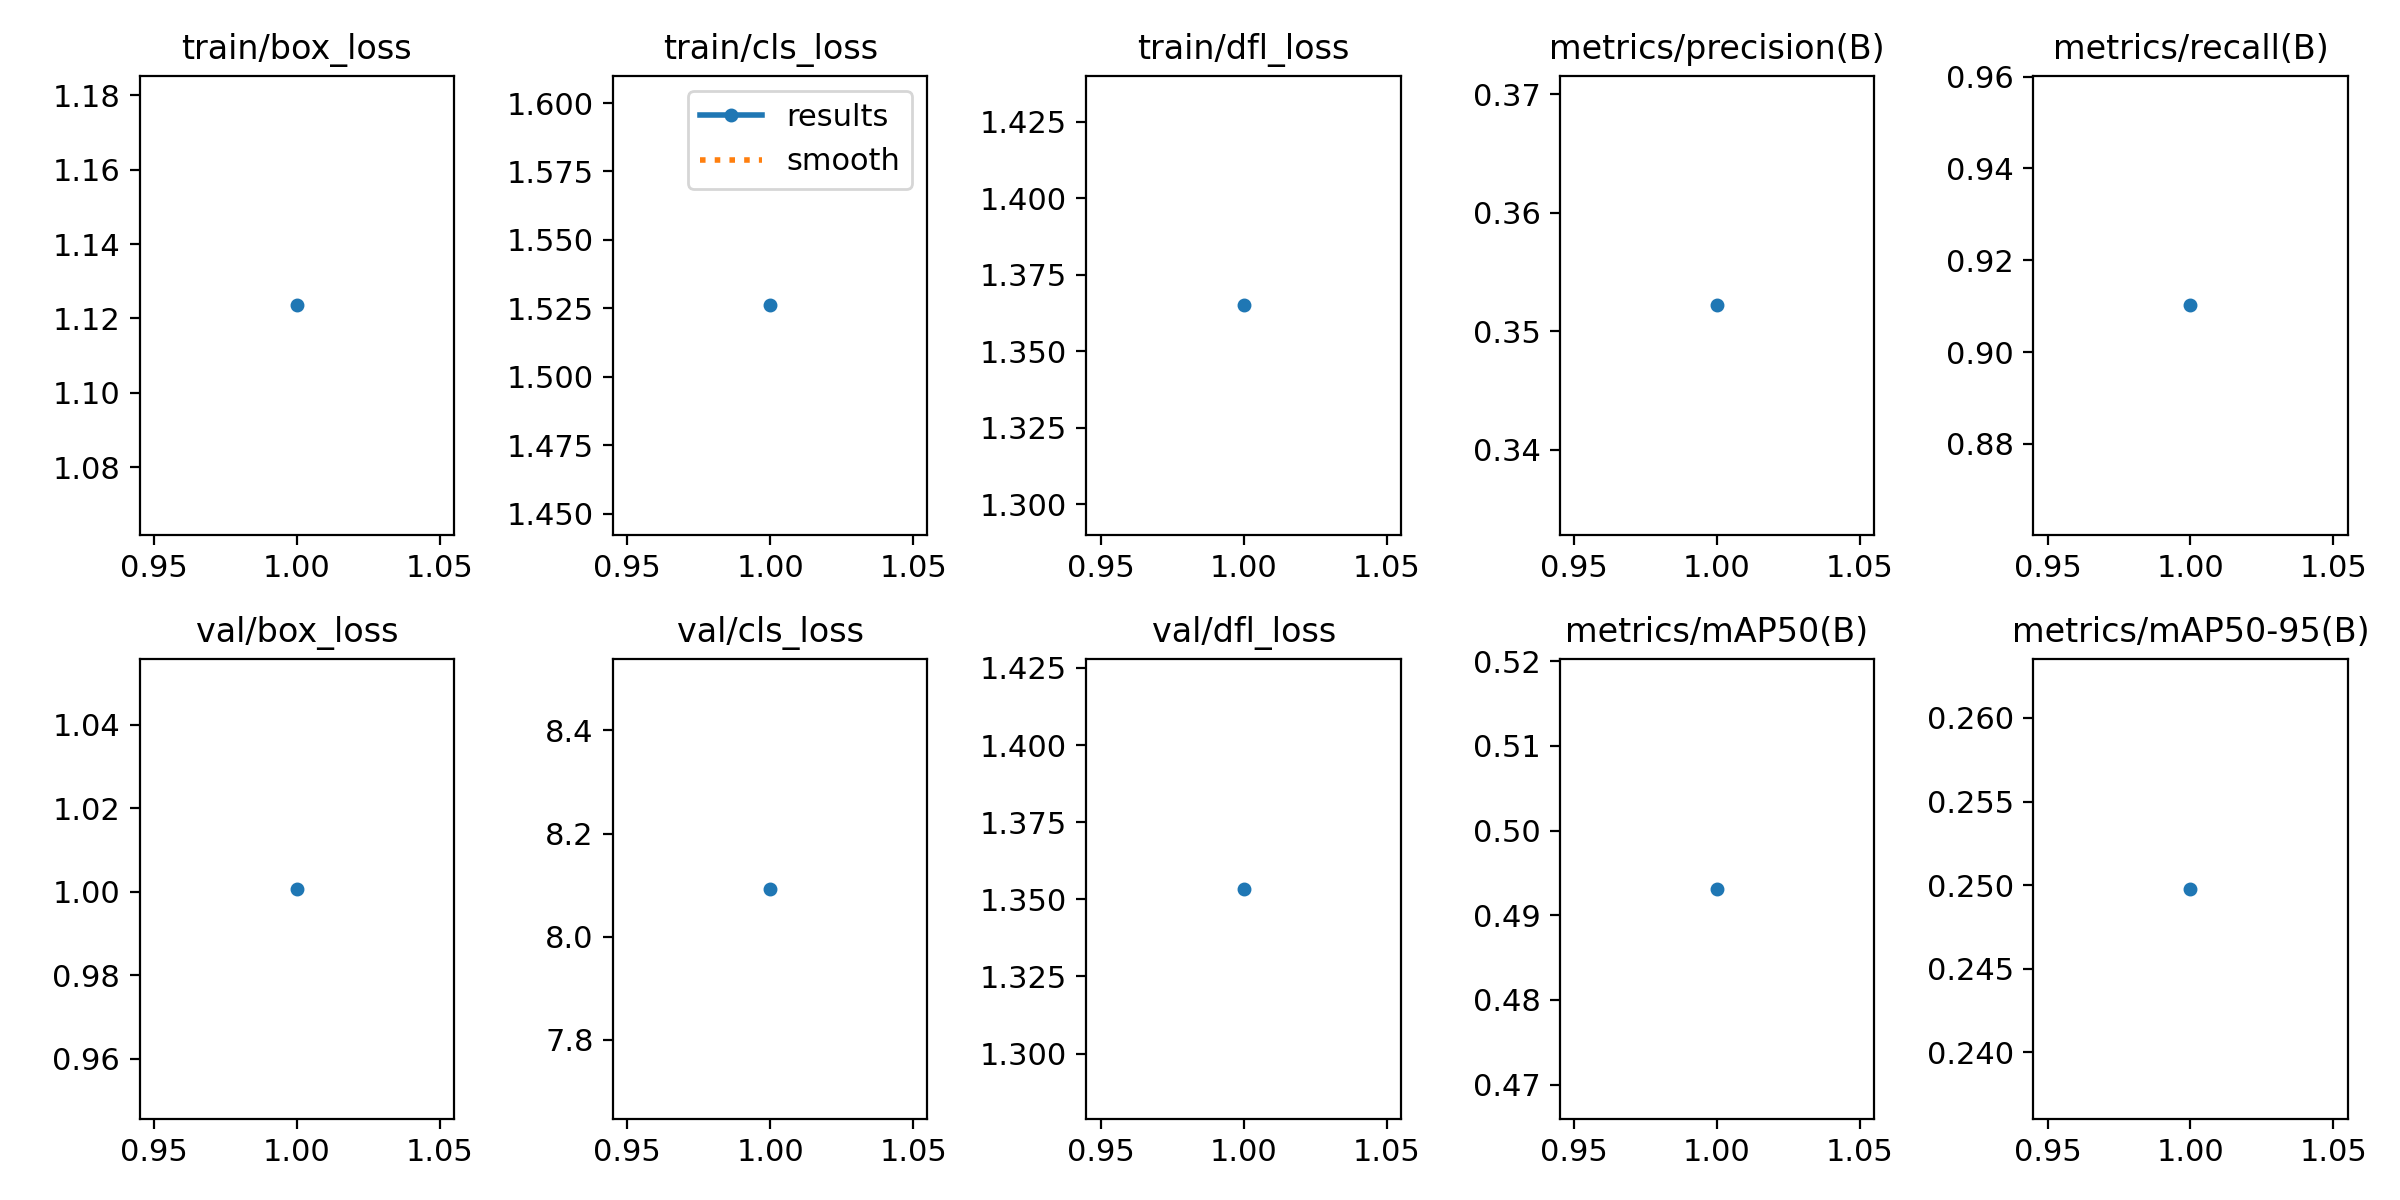 train/box_loss
1.18
1.16
1.14
1.12
1.10
1.08
0.95 1.00 1.05
train/cls_loss
results
smooth
1.600
1.575
1.550
1.525
1.500
1.475
1.450
0.95 1.00 1.05
train/dfl_loss
1.425
1.400
1.375
1.350
1.325
1.300
0.95 1.00 1.05
metrics/precision(B)
0.37
0.36
0.35
0.34
0.95 1.00 1.05
metrics/recall(B)
0.96
0.94
0.92
0.90
0.88
0.95 1.00 1.05
val/box_loss
1.04
1.02
1.00
0.98
0.96
0.95 1.00 1.05
val/cls_loss
8.4
8.2
8.0
7.8
0.95 1.00 1.05
val/dfl_loss
1.425
1.400
1.375
1.350
1.325
1.300
0.95 1.00 1.05
metrics/mAP50(B)
0.52
0.51
0.50
0.49
0.48
0.47
0.95 1.00 1.05
metrics/mAP50-95(B)
0.260
0.255
0.250
0.245
0.240
0.95 1.00 1.05